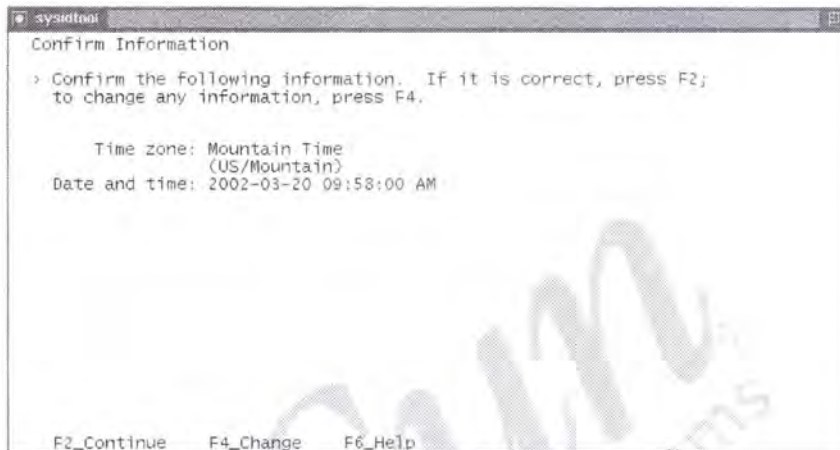 sysidtool
Confirm Information
› Confirm the following information. If it is correct, press F2;
to change any information, press F4.
Time zone: Mountain Time
(US/Mountain)
Date and time: 2002-03-20 09:58:00 AM
F2_Continue F4_Change F6_Help
Sun
ms